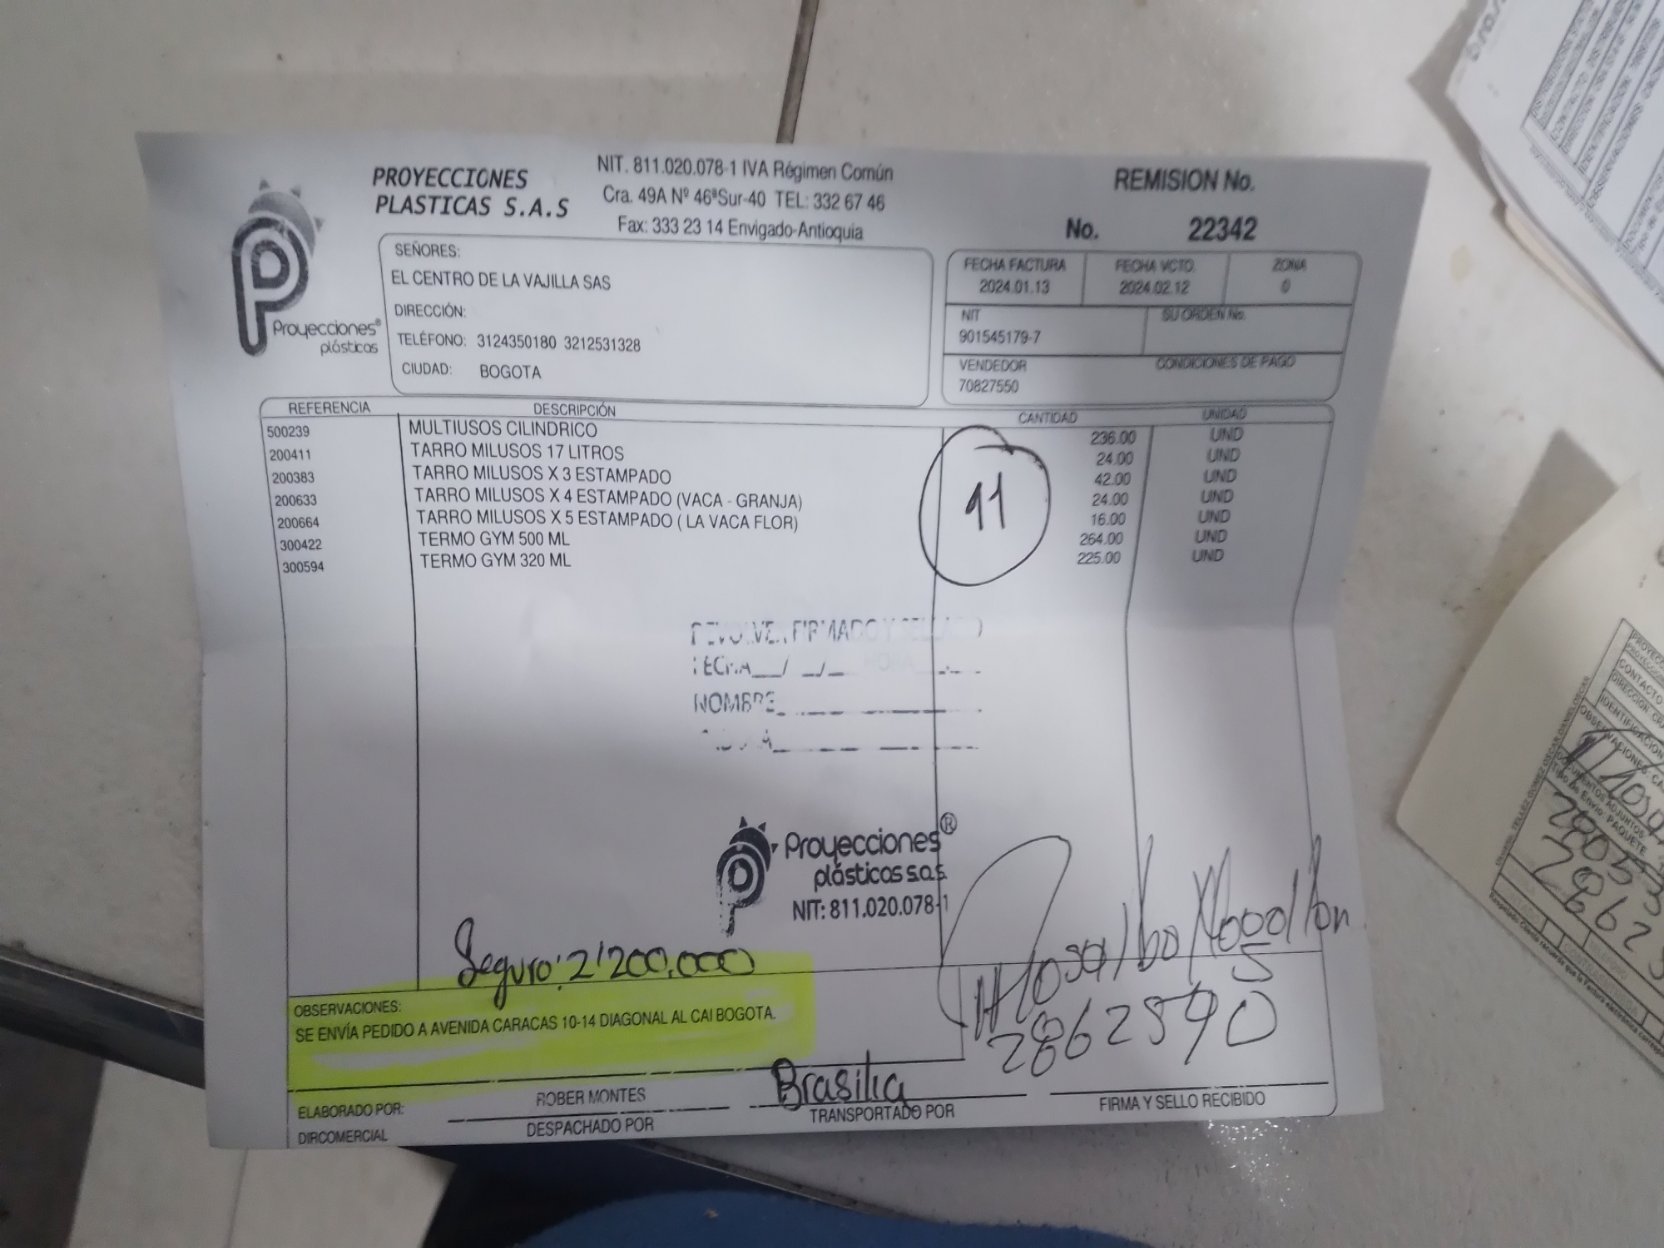 PROYECCIONES
PLASTICAS S.A.S
NIT. 811.020.078-1 IVA Régimen Común
Cra. 49A Nº 46ªSur-40 TEL: 332 67 46
Fax: 333 23 14 Envigado-Antioquia
REMISION No.
No. 22342
Proyecciones®
plásticas
SEÑORES:
EL CENTRO DE LA VAJILLA SAS
DIRECCIÓN:
TELÉFONO: 3124350180 3212531328
CIUDAD: BOGOTA
FECHA FACTURA FECHA VCTO. ZONA
2024.01.13 2024.02.12 0
NIT SU ORDEN No.
901545179-7
VENDEDOR CONDICIONES DE PAGO
70827550
REFERENCIA DESCRIPCIÓN CANTIDAD UNIDAD
500239 MULTIUSOS CILINDRICO 236.00 UND
200411 TARRO MILUSOS 17 LITROS 24.00 UND
200383 TARRO MILUSOS X 3 ESTAMPADO 42.00 UND
200633 TARRO MILUSOS X 4 ESTAMPADO (VACA - GRANJA) 24.00 UND
200664 TARRO MILUSOS X 5 ESTAMPADO ( LA VACA FLOR) 16.00 UND
300422 TERMO GYM 500 ML 264.00 UND
300594 TERMO GYM 320 ML 225.00 UND
11
DEVOLVER FIRMADO Y SELLADO
FECHA__/__/__ HORA
NOMBRE
Proyecciones®
plásticas s.a.s.
NIT: 811.020.078-1
Seguro: 2'200.000
OBSERVACIONES:
SE ENVÍA PEDIDO A AVENIDA CARACAS 10-14 DIAGONAL AL CAI BOGOTA.
2862590
ELABORADO POR:
DIRCOMERCIAL
ROBER MONTES
DESPACHADO POR
Brasilia
TRANSPORTADO POR
FIRMA Y SELLO RECIBIDO